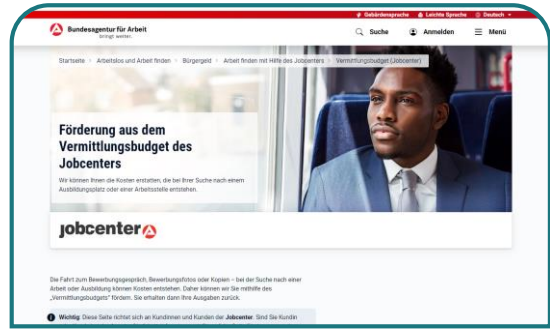 Gebärdensprache Leichte Sprache Deutsch
Bundesagentur für Arbeit
bringt weiter.
Suche Anmelden Menü
Startseite > Arbeitslos und Arbeit finden > Bürgergeld > Arbeit finden mit Hilfe des Jobcenters > Vermittlungsbudget (Jobcenter)
Förderung aus dem
Vermittlungsbudget des
Jobcenters
Wir können Ihnen die Kosten erstatten, die bei Ihrer Suche nach einem
Ausbildungsplatz oder einer Arbeitsstelle entstehen.
jobcenter
Die Fahrt zum Bewerbungsgespräch, Bewerbungsfotos oder Kopien – bei der Suche nach einer
Arbeit oder Ausbildung können Kosten entstehen. Daher können wir Sie mithilfe des
„Vermittlungsbudgets" fördern. Sie erhalten dann Ihre Ausgaben zurück.
Wichtig: Diese Seite richtet sich an Kundinnen und Kunden der Jobcenter. Sind Sie Kundin